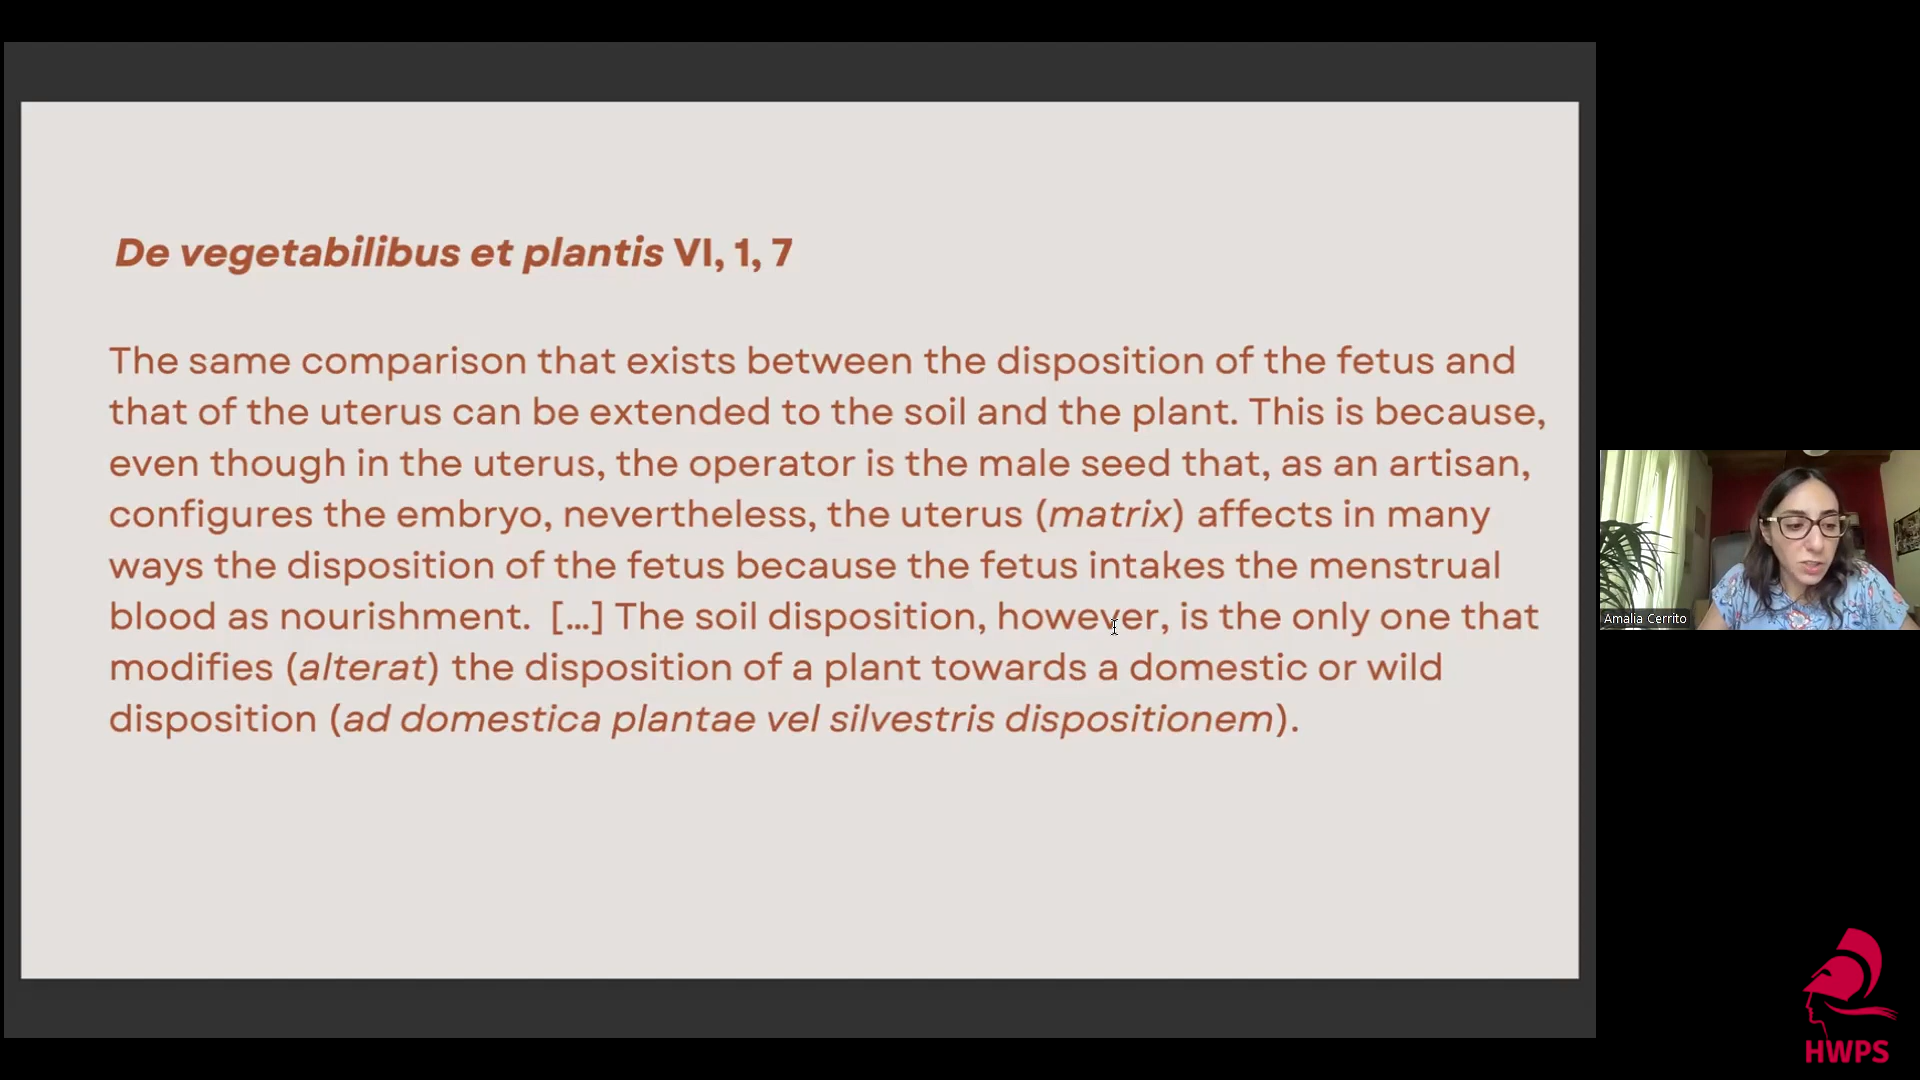 De vegetabilibus et plantis VI, 1, 7
The same comparison that exists between the disposition of the fetus and
that of the uterus can be extended to the soil and the plant. This is because,
even though in the uterus, the operator is the male seed that, as an artisan,
configures the embryo, nevertheless, the uterus (matrix) affects in many
ways the disposition of the fetus because the fetus intakes the menstrual
blood as nourishment. […] The soil disposition, however, is the only one that
modifies (alterat) the disposition of a plant towards a domestic or wild
disposition (ad domestica plantae vel silvestris dispositionem).
Amalia Cerrito
HWPS